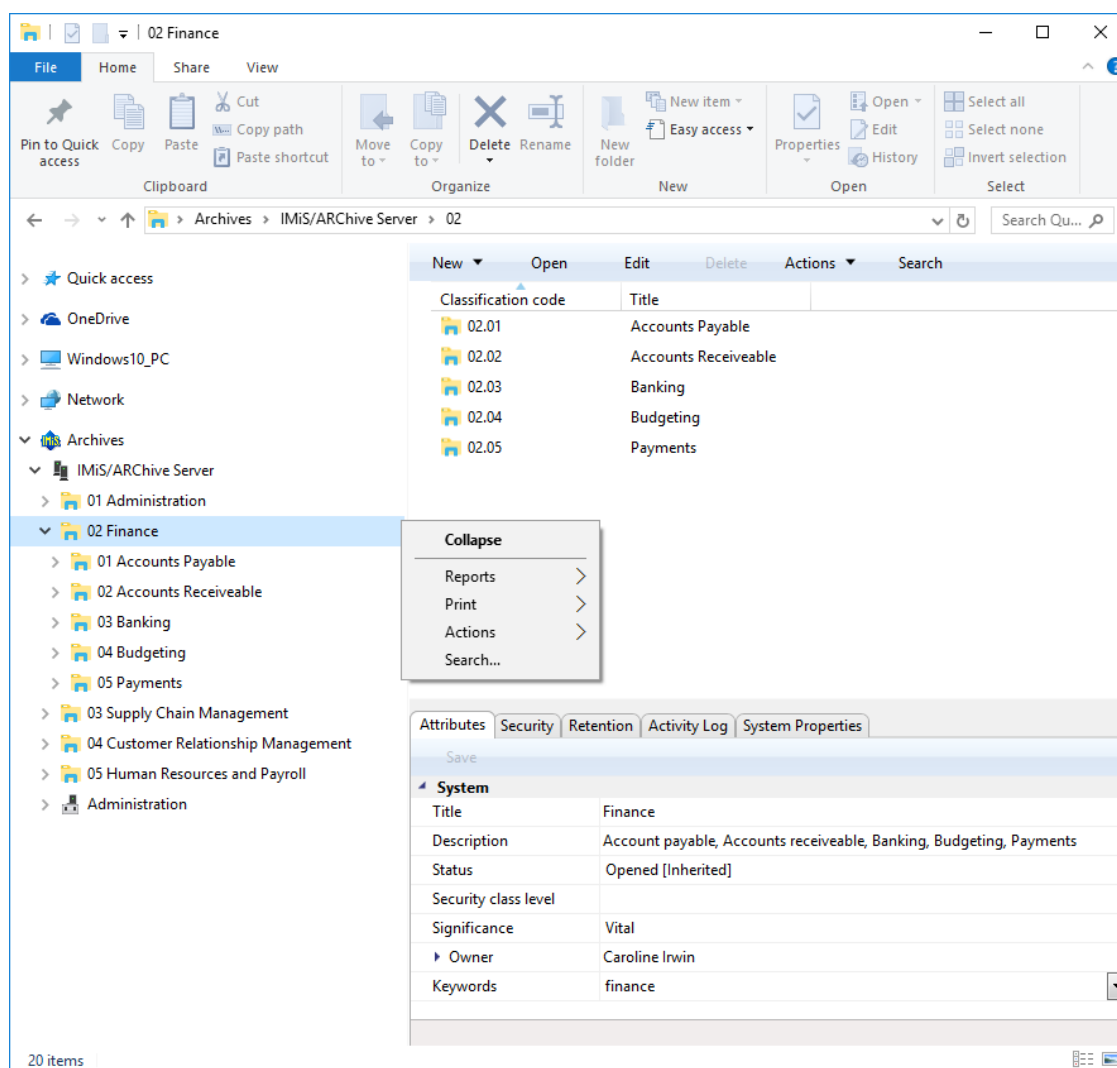 02 Finance
File Home Share View
Pin to Quick access
Copy
Paste
Cut
Copy path
Paste shortcut
Clipboard
Move to
Copy to
Delete
Rename
Organize
New folder
New item
Easy access
New
Properties
Open
Edit
History
Open
Select all
Select none
Invert selection
Select
Archives > IMiS/ARChive Server > 02
Search Qu...
Quick access
OneDrive
Windows10_PC
Network
Archives
IMiS/ARChive Server
01 Administration
02 Finance
01 Accounts Payable
02 Accounts Receiveable
03 Banking
04 Budgeting
05 Payments
03 Supply Chain Management
04 Customer Relationship Management
05 Human Resources and Payroll
Administration
New Open Edit Delete Actions Search
Classification code Title
02.01 Accounts Payable
02.02 Accounts Receiveable
02.03 Banking
02.04 Budgeting
02.05 Payments
Collapse
Reports
Print
Actions
Search...
Attributes Security Retention Activity Log System Properties
Save
System
Title Finance
Description Account payable, Accounts receiveable, Banking, Budgeting, Payments
Status Opened [Inherited]
Security class level
Significance Vital
Owner Caroline Irwin
Keywords finance
20 items